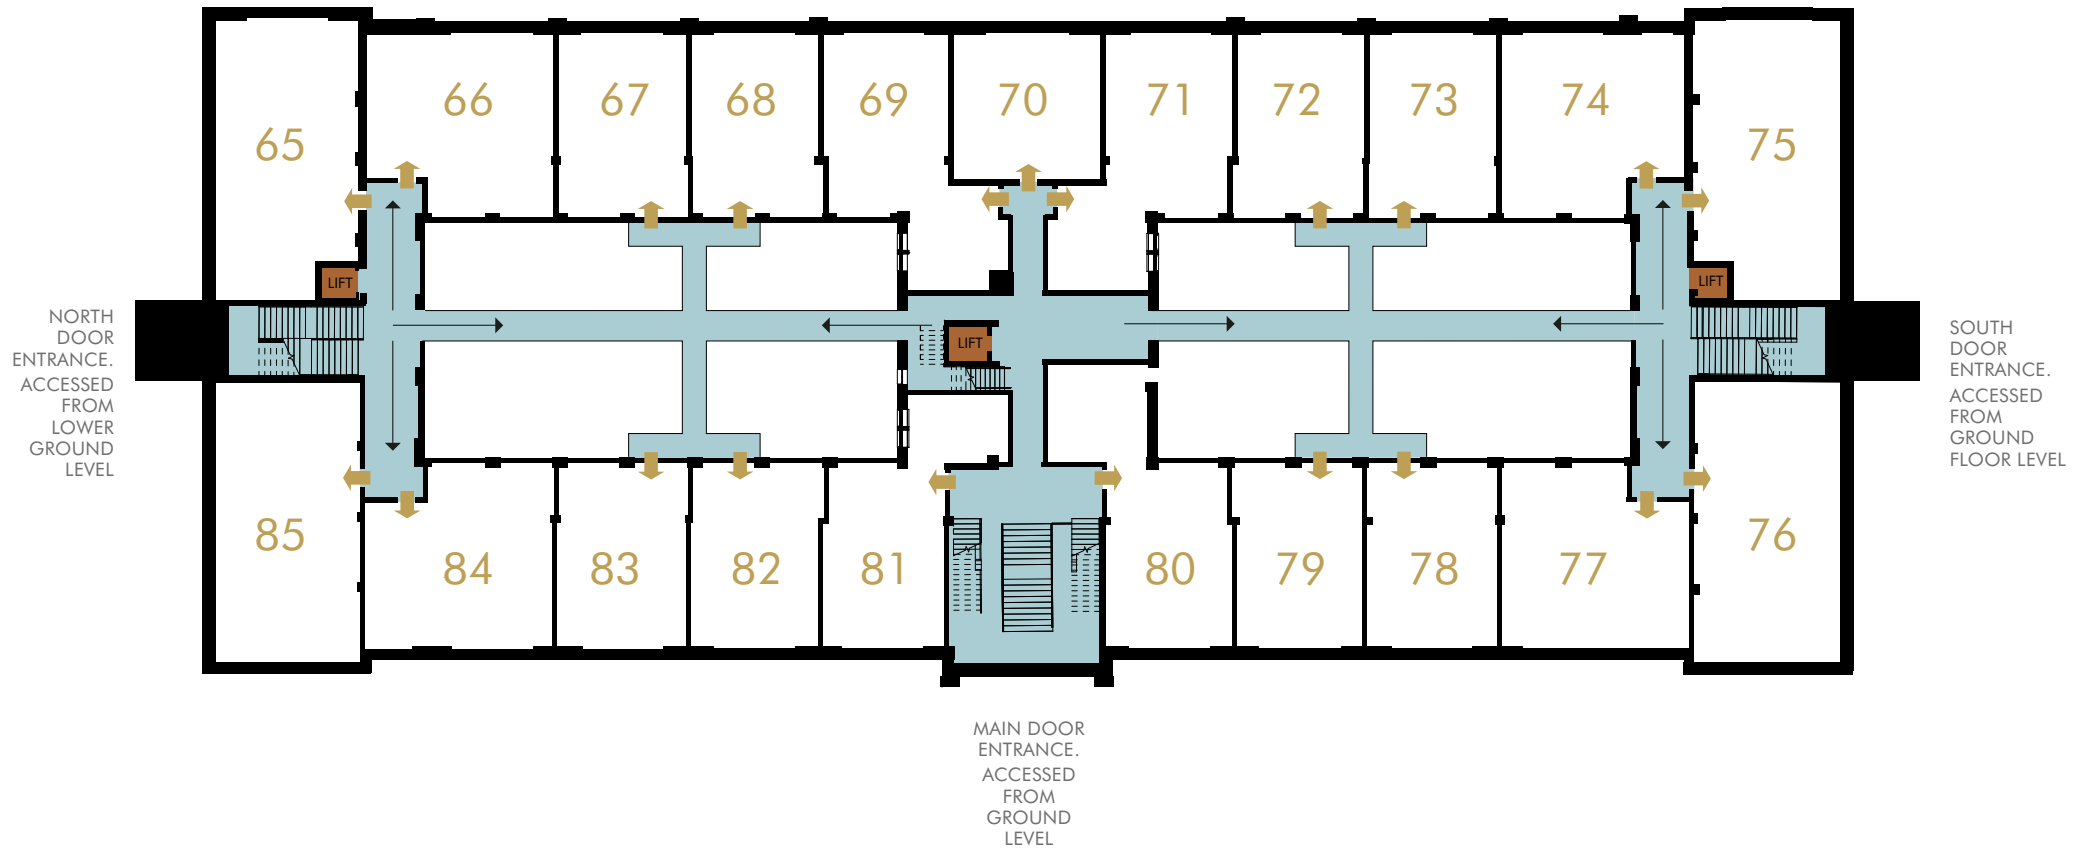 66
67
68
69
70
71
72
73
74
65
75
LIFT
LIFT
NORTH
DOOR
ENTRANCE.
ACCESSED
FROM
LOWER
GROUND
LEVEL
LIFT
SOUTH
DOOR
ENTRANCE.
ACCESSED
FROM
GROUND
FLOOR LEVEL
85
84
83
82
81
80
79
78
77
76
MAIN DOOR
ENTRANCE.
ACCESSED
FROM
GROUND
LEVEL